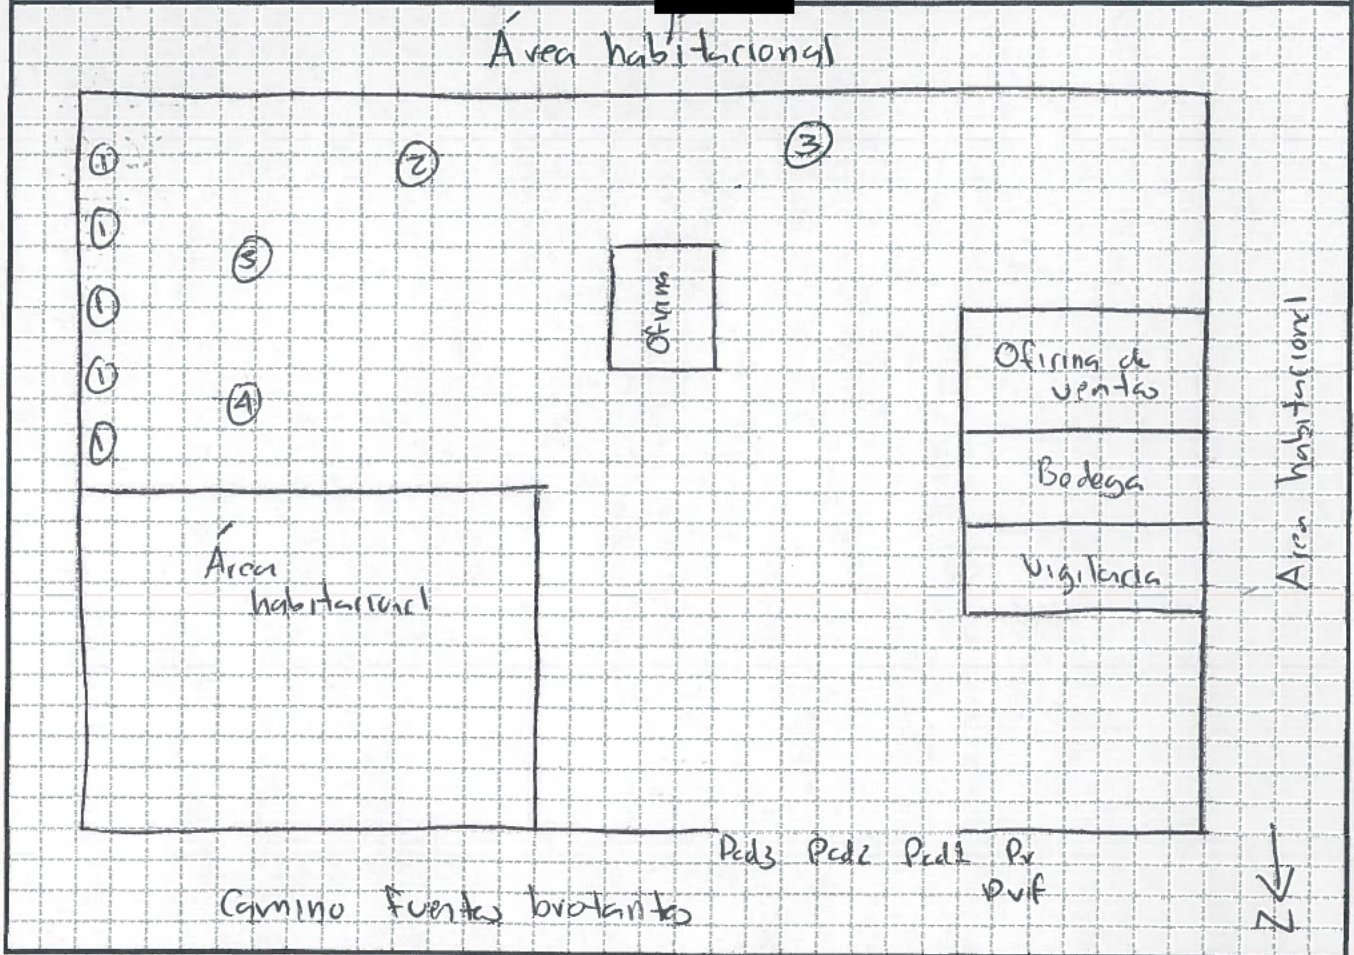 Área habitacional
1
2
3
1
3
1
Oficina
Oficina de
ventas
1
4
1
Bodega
Área habitacional
Área
habitacional
Vigilancia
Pcd3 Pcd2 Pcd1 Pr
Pvif
Camino Fuentes brotantes
N